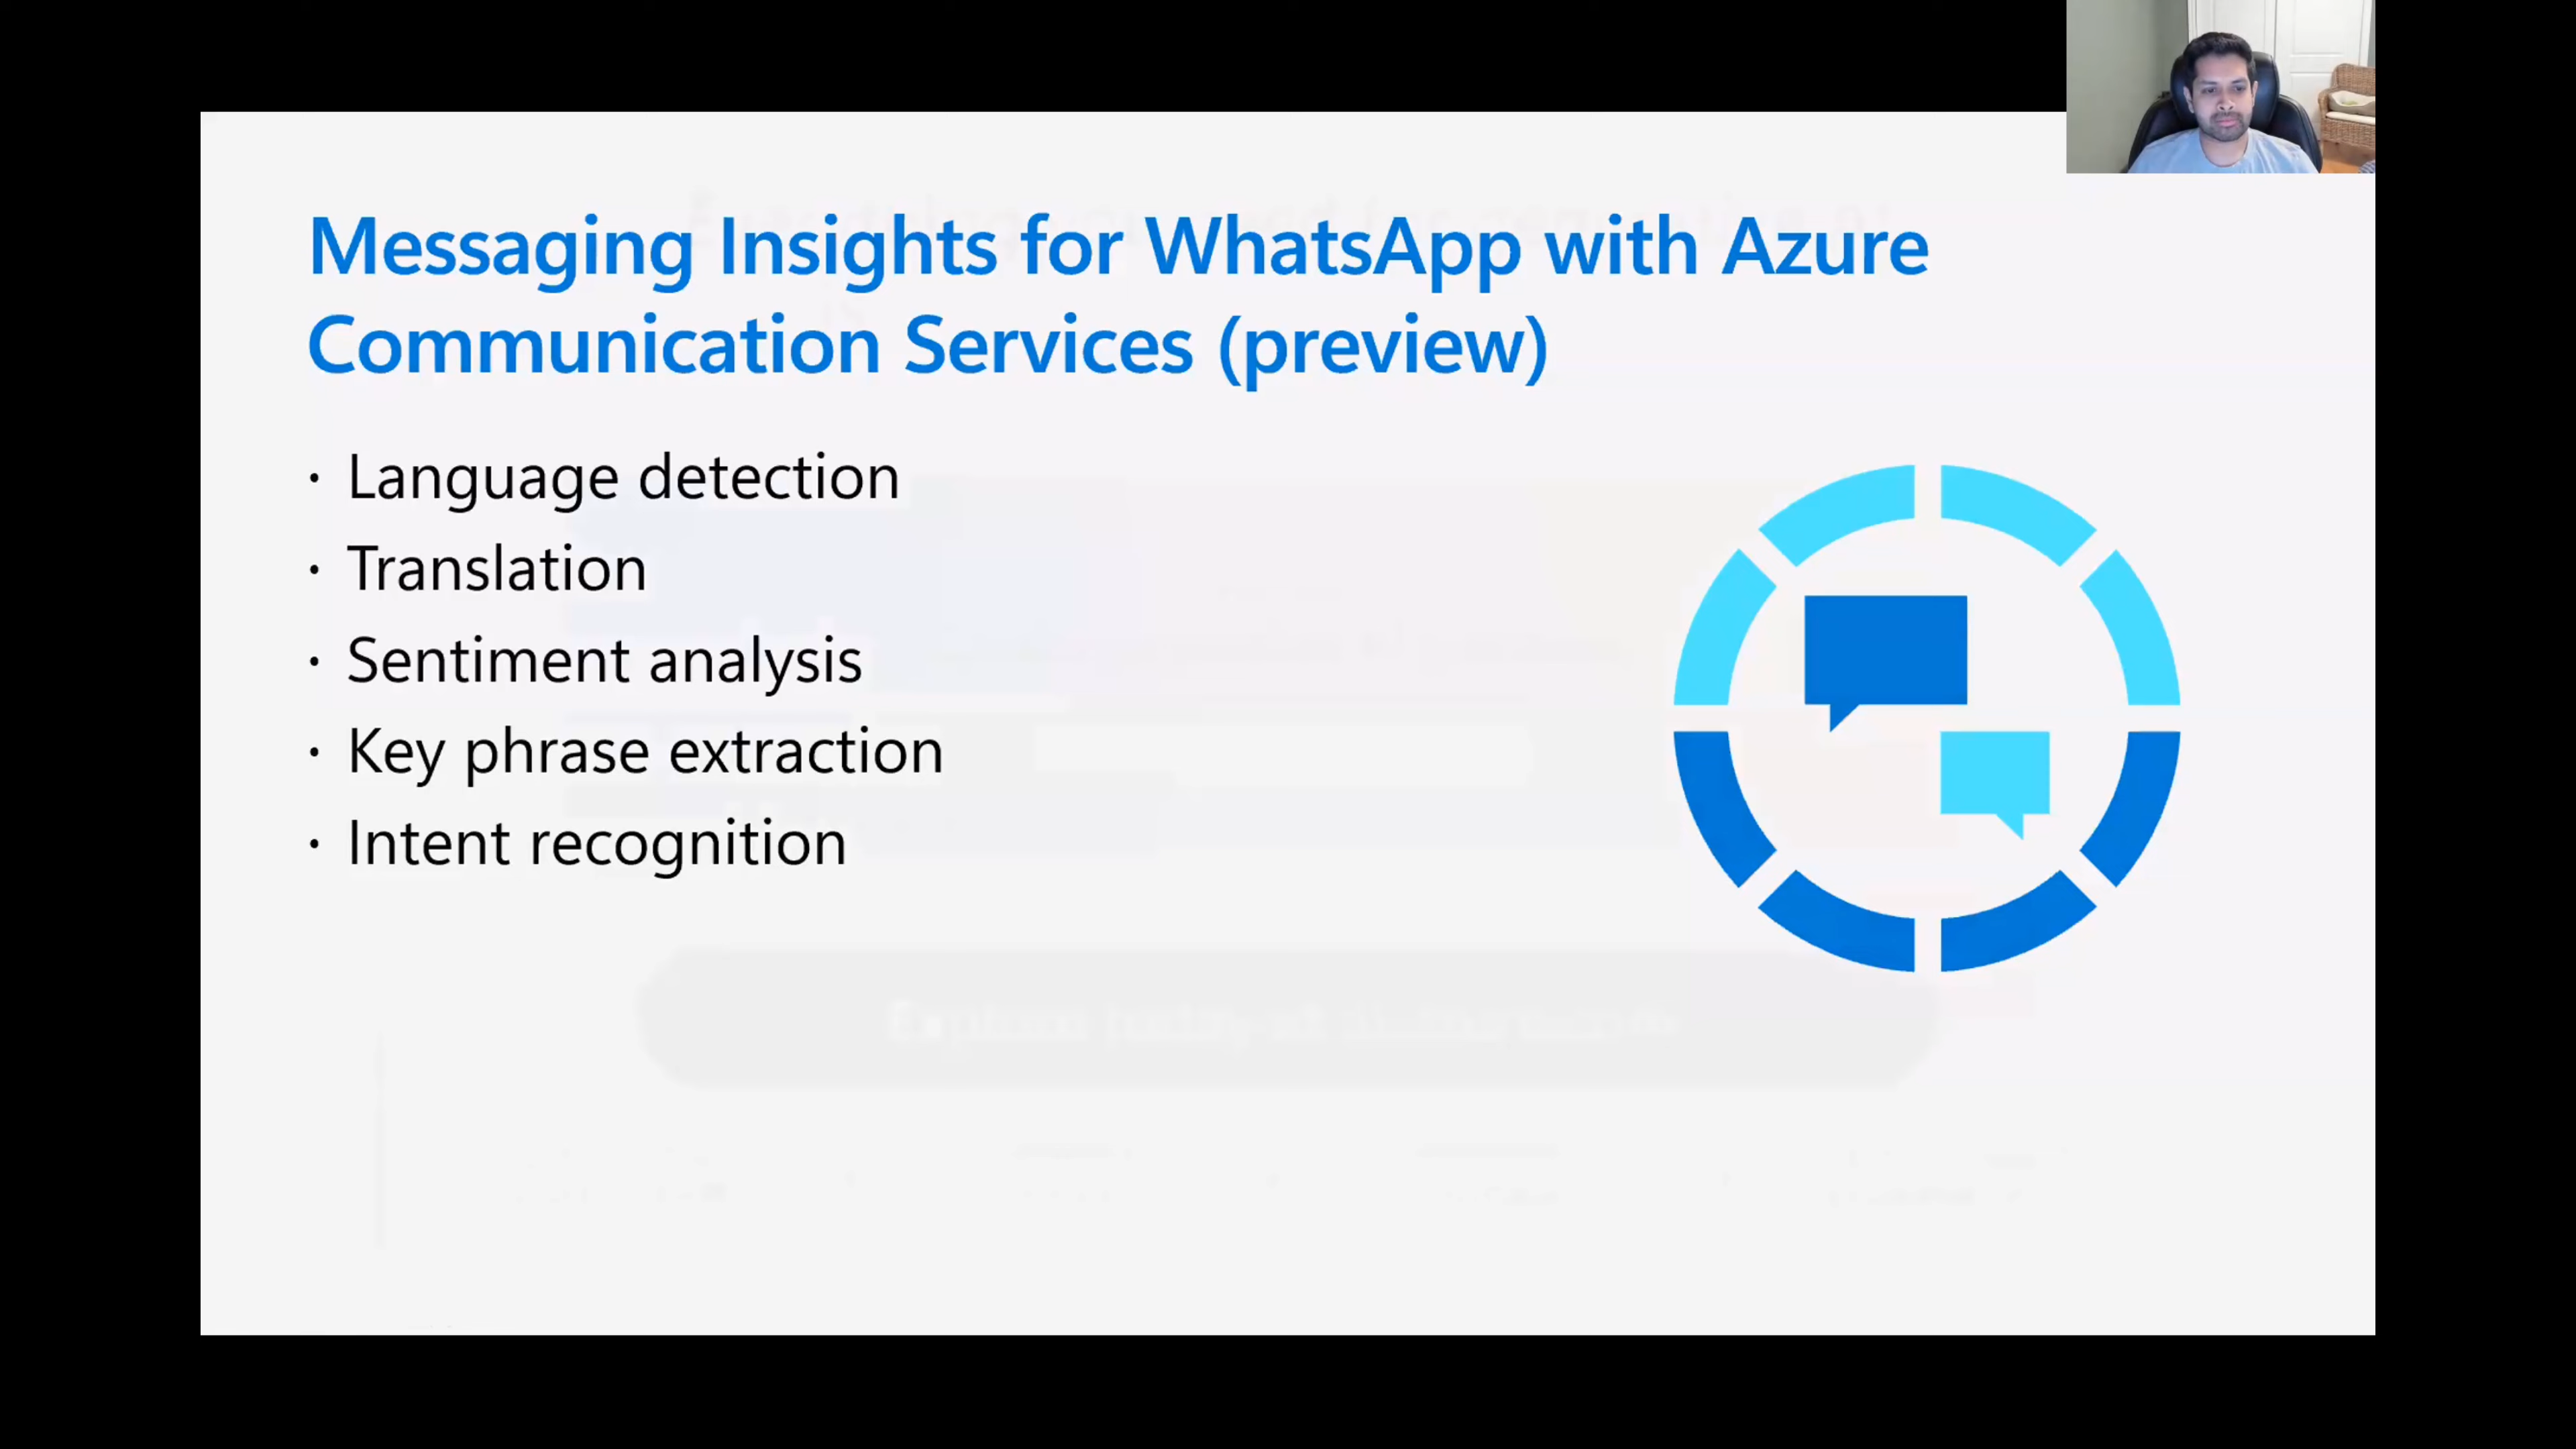 Messaging Insights for WhatsApp with Azure
Communication Services (preview)
· Language detection
· Translation
· Sentiment analysis
· Key phrase extraction
· Intent recognition